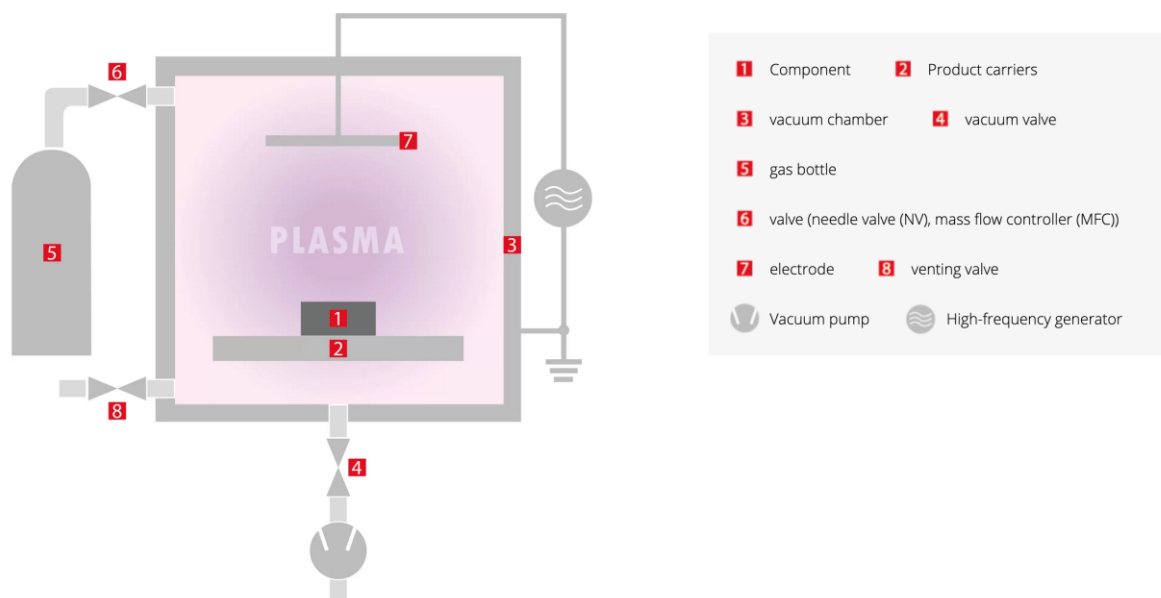 6
7
PLASMA
3
5
1
2
8
4
1 Component 2 Product carriers
3 vacuum chamber 4 vacuum valve
5 gas bottle
6 valve (needle valve (NV), mass flow controller (MFC))
7 electrode 8 venting valve
Vacuum pump High-frequency generator